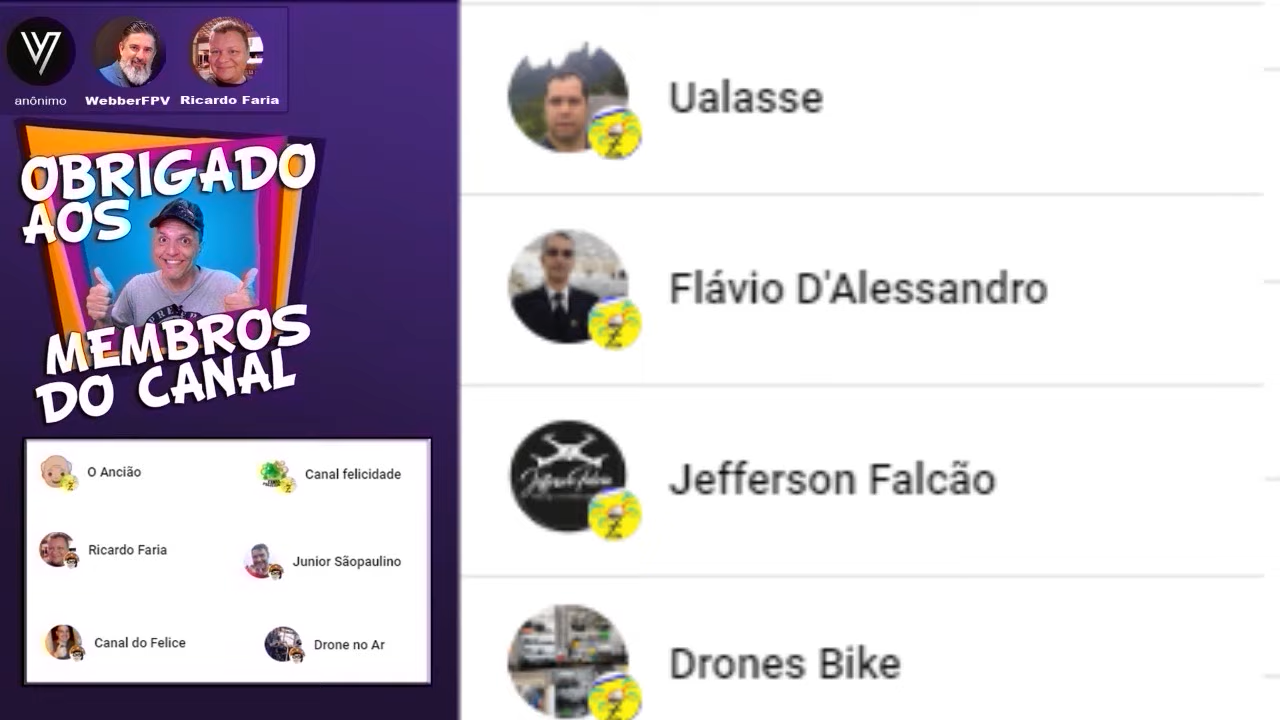 anônimo
WebberFPV
Ricardo Faria
OBRIGADO
AOS
MEMBROS
DO CANAL
O Ancião
Canal felicidade
Ricardo Faria
Junior Sãopaulino
Canal do Felice
Drone no Ar
Ualasse
Flávio D'Alessandro
Jefferson Falcão
Drones Bike